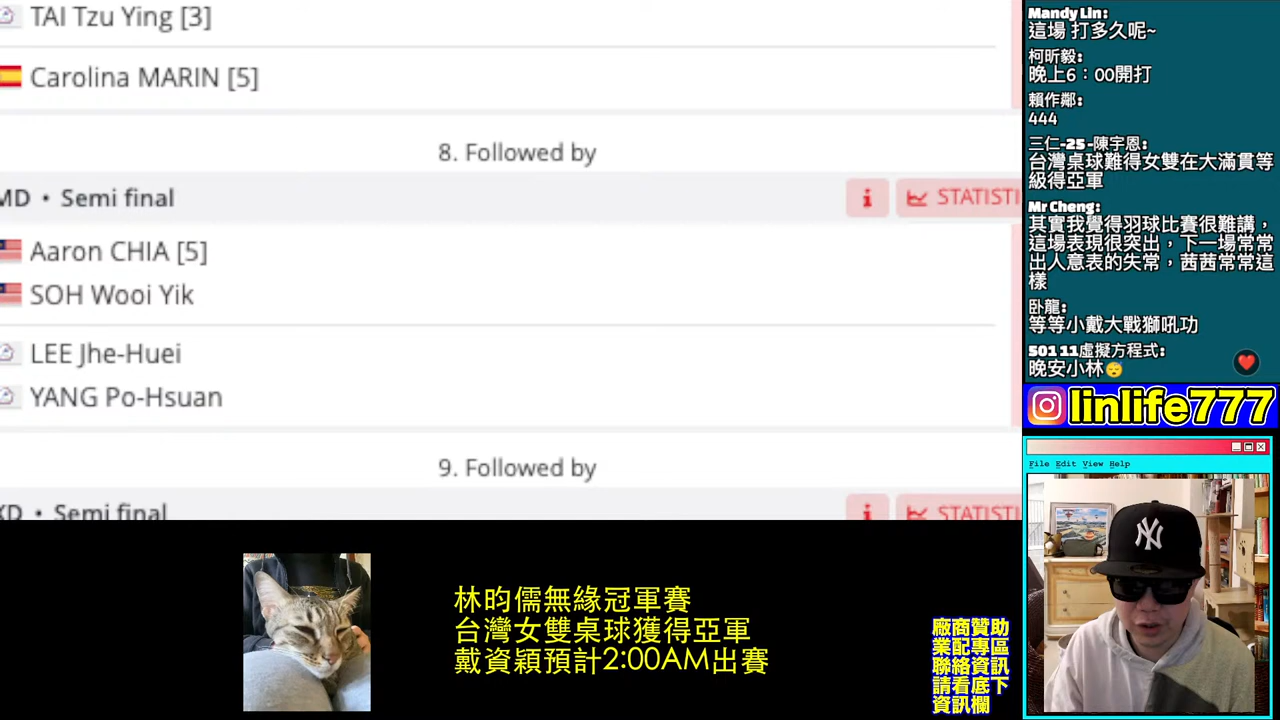 TAI Tzu Ying [3]
Carolina MARIN [5]
8. Followed by
MD • Semi final
STATISTI
Aaron CHIA [5]
SOH Wooi Yik
LEE Jhe-Huei
YANG Po-Hsuan
9. Followed by
XD • Semi final
STATISTI
Mandy Lin:
這場 打多久呢~
柯昕毅:
晚上6：00開打
賴作鄰:
444
三仁-25-陳宇恩:
台灣桌球難得女雙在大滿貫等
級得亞軍
Mr Cheng:
其實我覺得羽球比賽很難講，
這場表現很突出，下一場常常
出人意表的失常，茜茜常常這
樣
卧龍:
等等小戴大戰獅吼功
501 11虛擬方程式:
晚安小林😴
linlife777
File Edit View Help
NY
林昀儒無緣冠軍賽
台灣女雙桌球獲得亞軍
戴資穎預計2:00AM出賽
廠商贊助
業配專區
聯絡資訊
請看底下
資訊欄